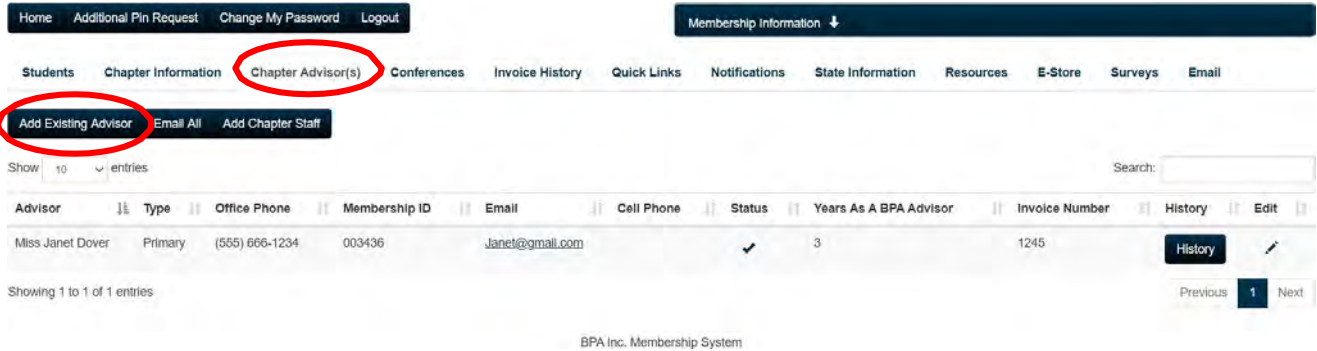 Home Additional Pin Request Change My Password Logout
Membership Information
Students Chapter Information Chapter Advisor(s) Conferences Invoice History Quick Links Notifications State Information Resources E-Store Surveys Email
Add Existing Advisor Email All Add Chapter Staff
Show 10 entries Search:
Advisor Type Office Phone Membership ID Email Cell Phone Status Years As A BPA Advisor Invoice Number History Edit
Miss Janet Dover Primary (555) 666-1234 003436 Janet@gmail.com 3 1245 History
Showing 1 to 1 of 1 entries Previous 1 Next
BPA Inc. Membership System